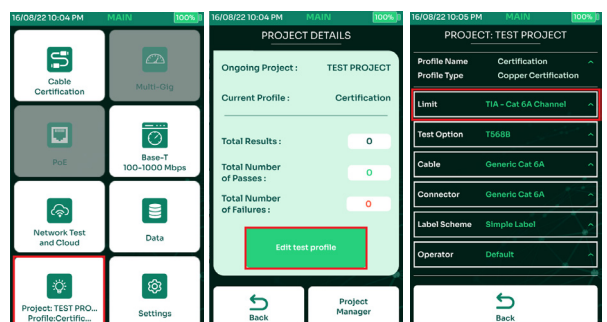 16/08/22 10:04 PM MAIN 100%
Cable
Certification
Multi-Gig
PoE
Base-T
100-1000 Mbps
Network Test
and Cloud
Data
Project: TEST PRO...
Profile:Certific...
Settings
16/08/22 10:04 PM MAIN 100%
PROJECT DETAILS
Ongoing Project : TEST PROJECT
Current Profile : Certification
Total Results : 0
Total Number
of Passes : 0
Total Number
of Failures : 0
Edit test profile
Back
Project
Manager
16/08/22 10:05 PM MAIN 100%
PROJECT: TEST PROJECT
Profile Name Certification
Profile Type Copper Certification
Limit TIA - Cat 6A Channel
Test Option T568B
Cable Generic Cat 6A
Connector Generic Cat 6A
Label Scheme Simple Label
Operator Default
Back